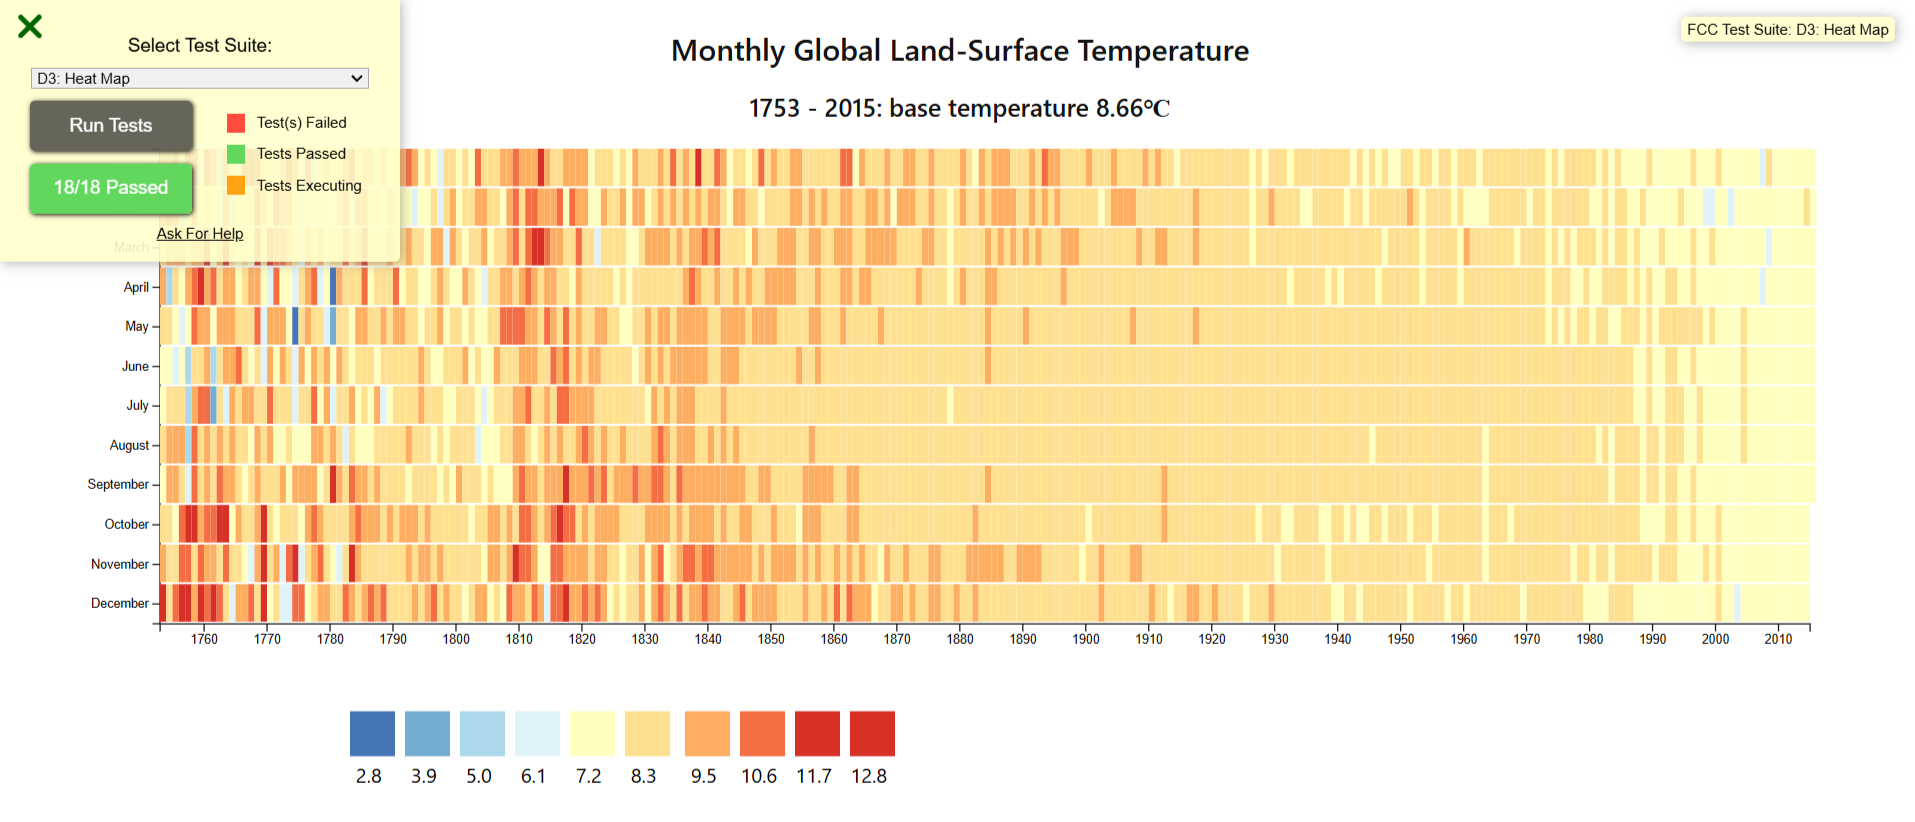 Select Test Suite:
D3: Heat Map
Run Tests
18/18 Passed
Test(s) Failed
Tests Passed
Tests Executing
Ask For Help
FCC Test Suite: D3: Heat Map
Monthly Global Land-Surface Temperature
1753 - 2015: base temperature 8.66℃
March
April
May
June
July
August
September
October
November
December
1760 1770 1780 1790 1800 1810 1820 1830 1840 1850 1860 1870 1880 1890 1900 1910 1920 1930 1940 1950 1960 1970 1980 1990 2000 2010
2.8 3.9 5.0 6.1 7.2 8.3 9.5 10.6 11.7 12.8